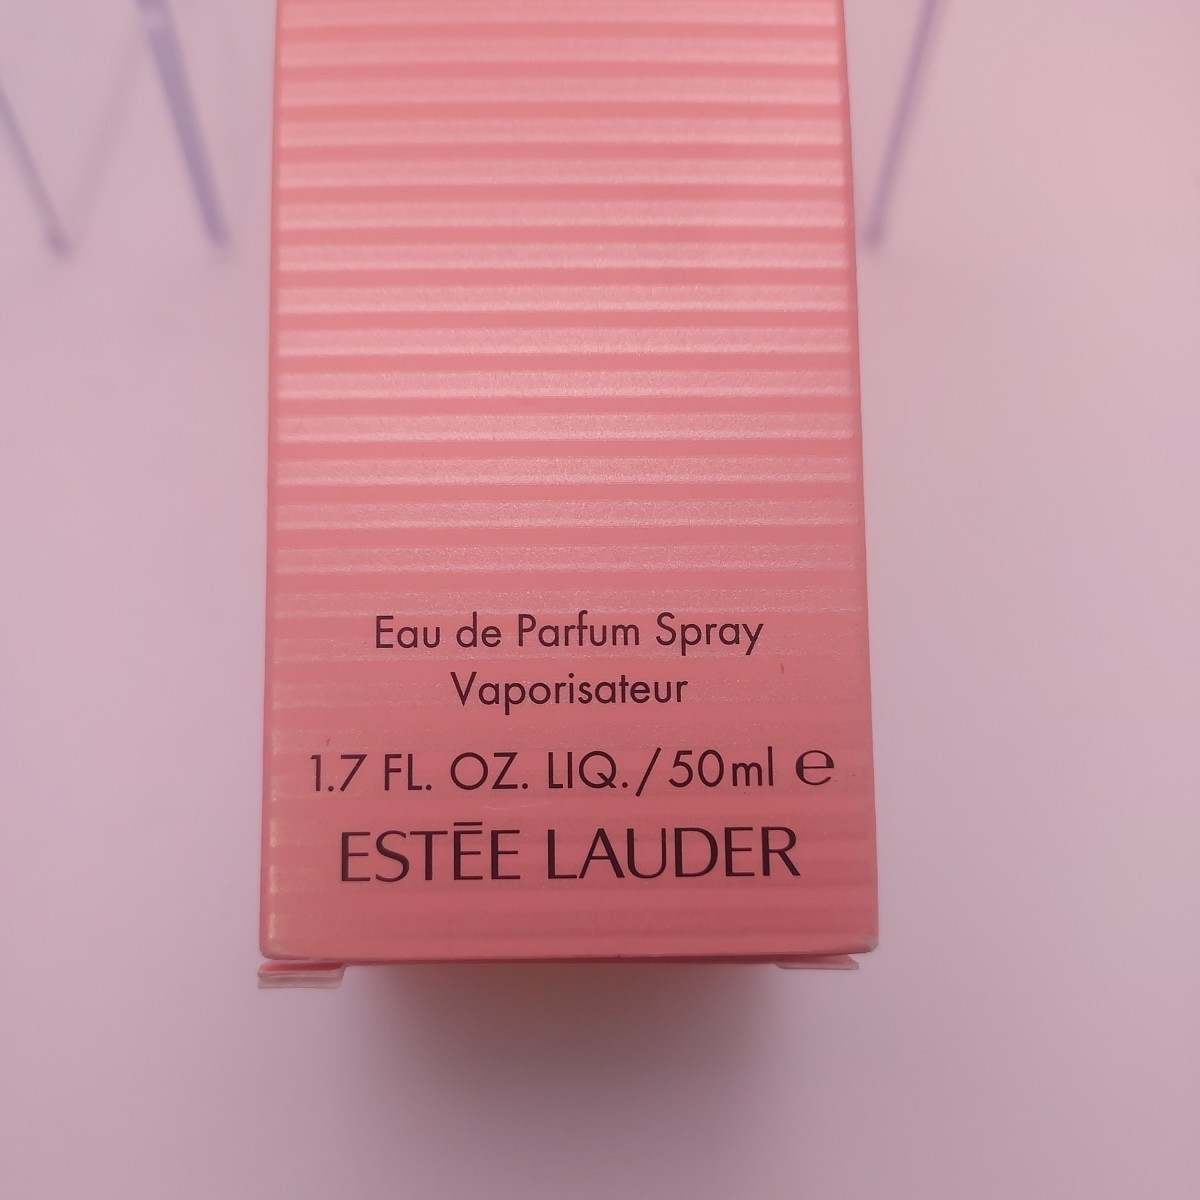 Eau de Parfum Spray
Vaporisateur
1.7 FL. OZ. LIQ./50ml ℮
ESTĒE LAUDER